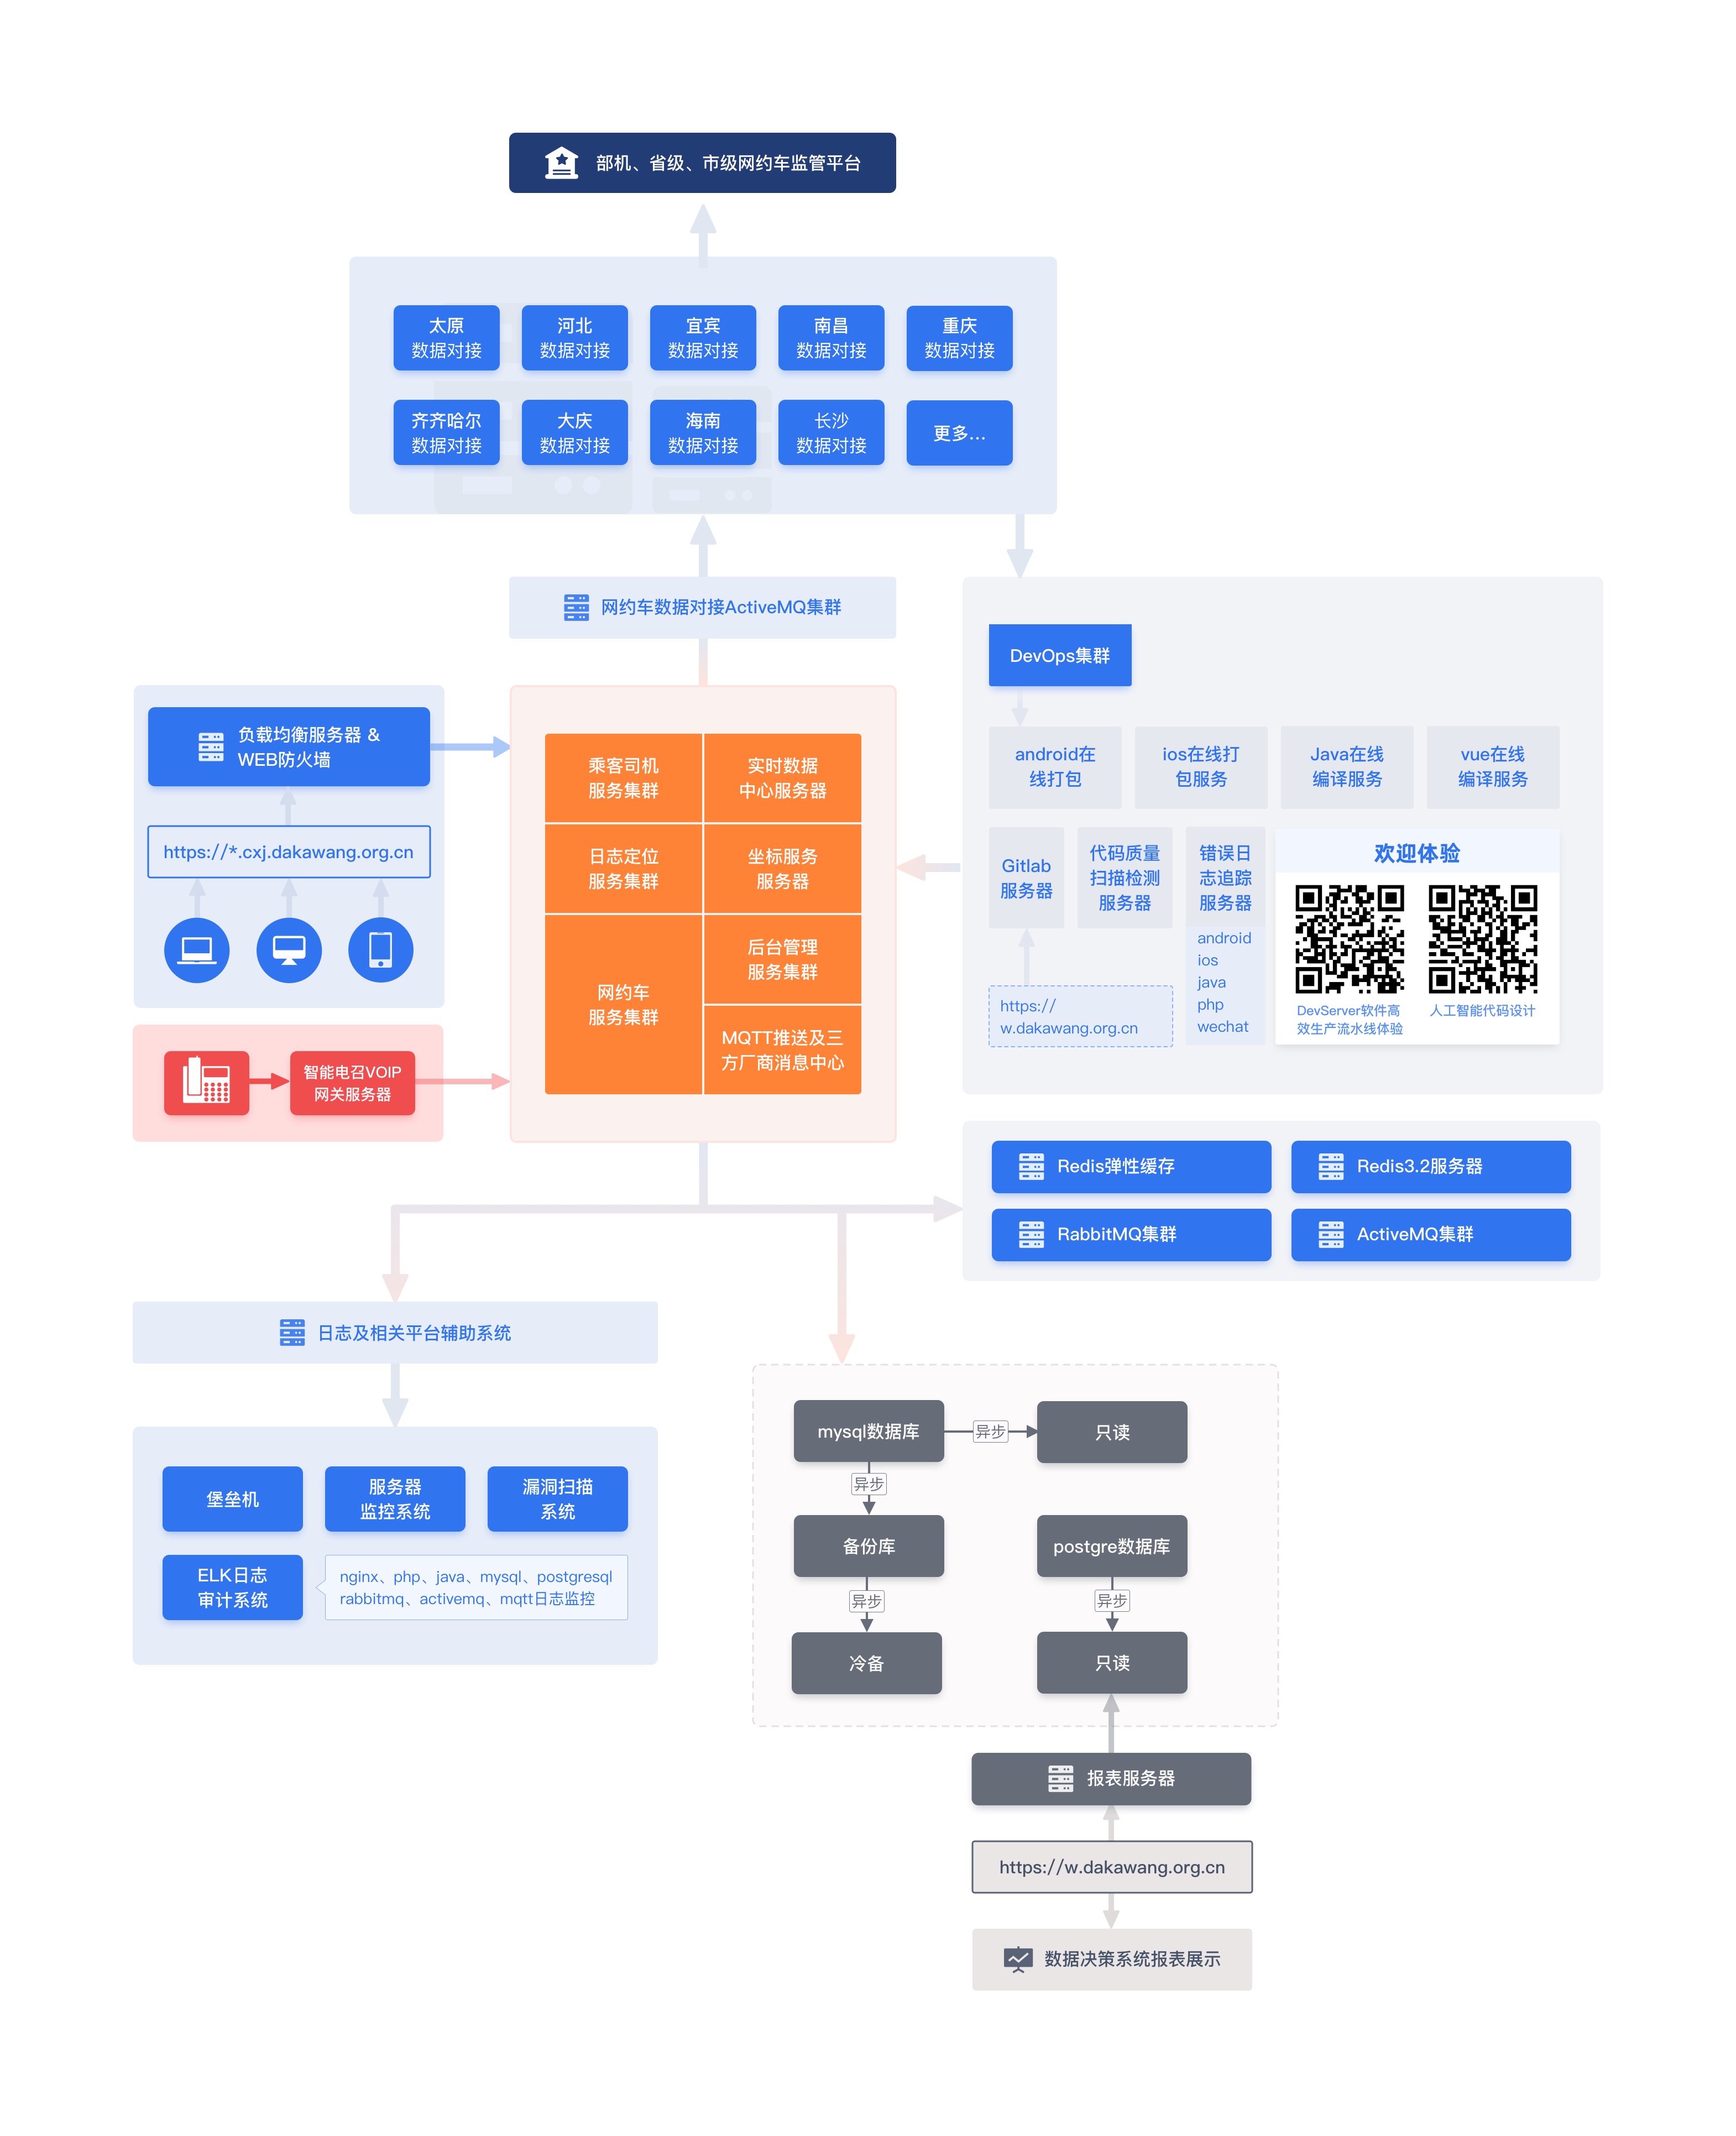 部机、省级、市级网约车监管平台
太原
数据对接
河北
数据对接
宜宾
数据对接
南昌
数据对接
重庆
数据对接
齐齐哈尔
数据对接
大庆
数据对接
海南
数据对接
长沙
数据对接
更多...
网约车数据对接ActiveMQ集群
负载均衡服务器 &
WEB防火墙
https://*.cxj.dakawang.org.cn
智能电召VOIP
网关服务器
乘客司机
服务集群
实时数据
中心服务器
日志定位
服务集群
坐标服务
服务器
网约车
服务集群
后台管理
服务集群
MQTT推送及三
方厂商消息中心
DevOps集群
android在
线打包
ios在线打
包服务
Java在线
编译服务
vue在线
编译服务
Gitlab
服务器
代码质量
扫描检测
服务器
错误日
志追踪
服务器
android
ios
java
php
wechat
https://
w.dakawang.org.cn
欢迎体验
DevServer软件高
效生产流水线体验
人工智能代码设计
Redis弹性缓存
Redis3.2服务器
RabbitMQ集群
ActiveMQ集群
日志及相关平台辅助系统
堡垒机
服务器
监控系统
漏洞扫描
系统
ELK日志
审计系统
nginx、php、java、mysql、postgresql
rabbitmq、activemq、mqtt日志监控
mysql数据库
异步
只读
异步
备份库
postgre数据库
异步
异步
冷备
只读
报表服务器
https://w.dakawang.org.cn
数据决策系统报表展示